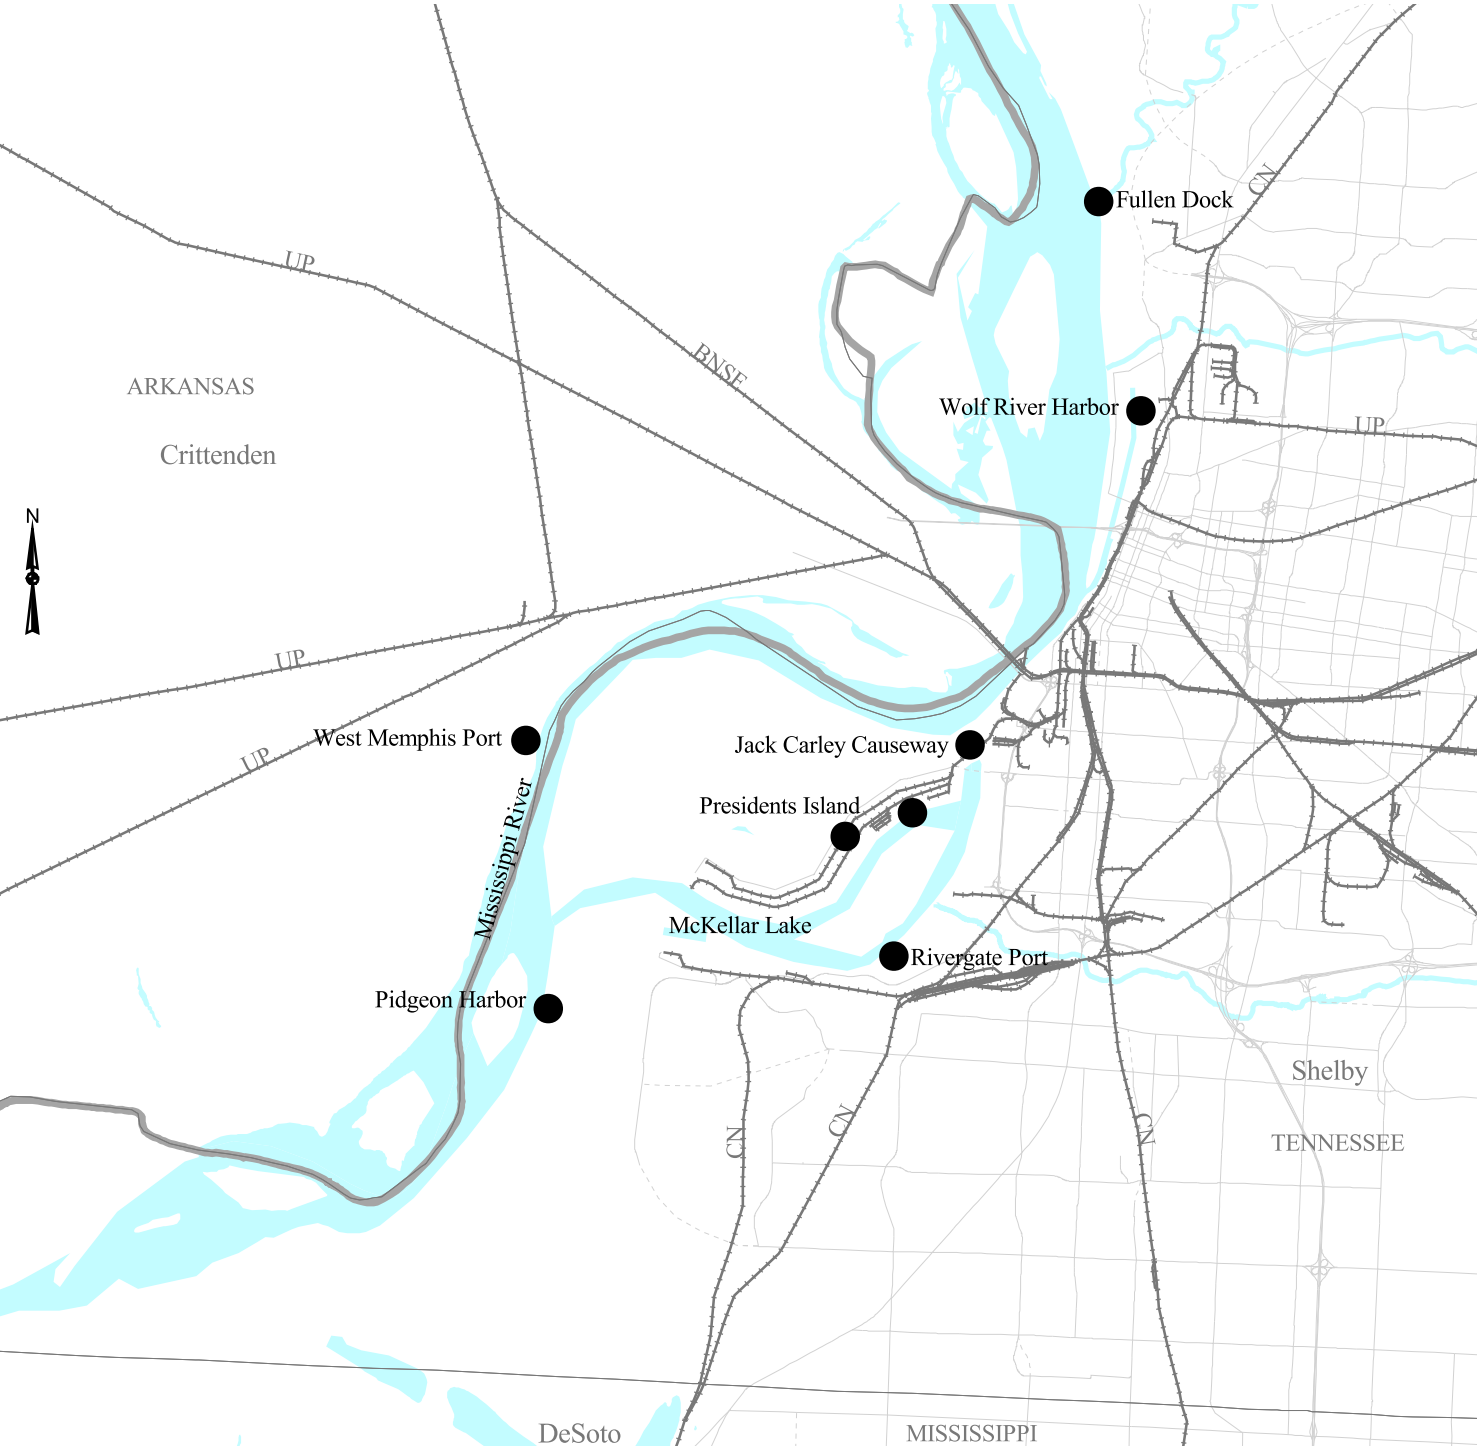 Fullen Dock
CN
UP
BNSF
ARKANSAS
Wolf River Harbor
UP
Crittenden
N
UP
West Memphis Port
Jack Carley Causeway
UP
Presidents Island
Mississippi River
McKellar Lake
Rivergate Port
Pidgeon Harbor
Shelby
CN
CN
CN
TENNESSEE
DeSoto
MISSISSIPPI